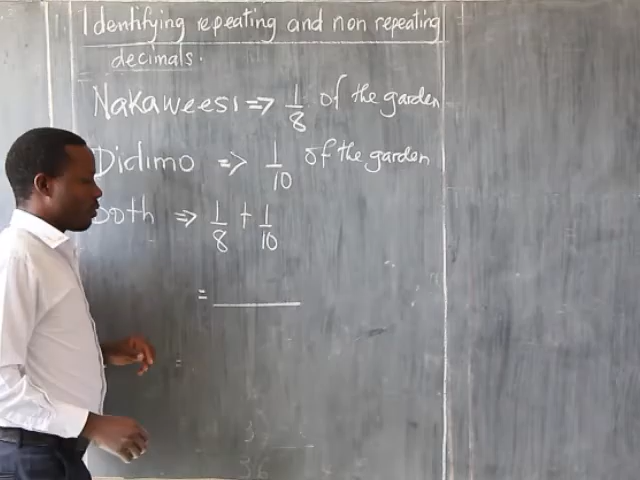 Identifying repeating and non repeating
decimals.
Nakaweesi => 1/8 of the garden
Didimo => 1/10 of the garden
Both => 1/8 + 1/10
=